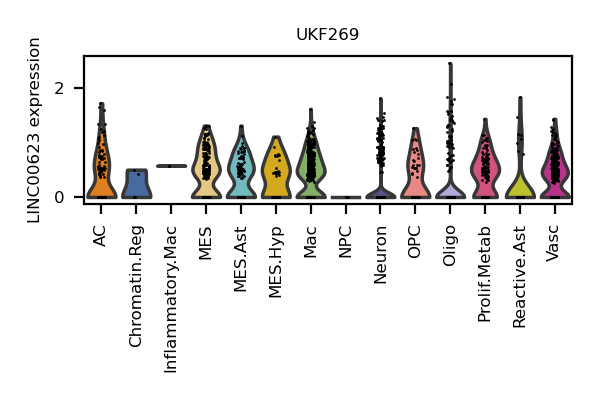 UKF269
LINC00623 expression
2
0
AC
Chromatin.Reg
Inflammatory.Mac
MES
MES.Ast
MES.Hyp
Mac
NPC
Neuron
OPC
Oligo
Prolif.Metab
Reactive.Ast
Vasc